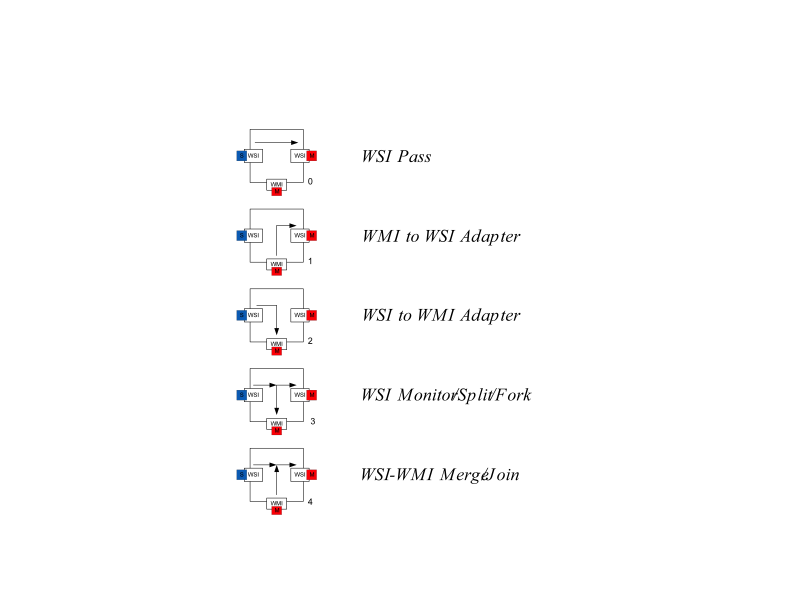 S WSI WSI M WSI Pass
WMI 0
M
S WSI WSI M WMI to WSI Adapter
WMI 1
M
S WSI WSI M WSI to WMI Adapter
WMI 2
M
S WSI WSI M WSI Monitor/Split/Fork
WMI 3
M
S WSI WSI M WSI-WMI Merge/Join
WMI 4
M